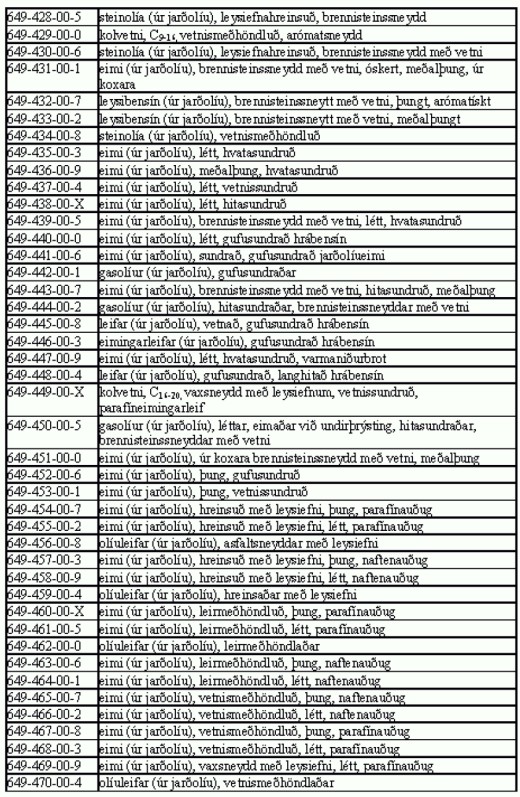 649-428-00-5 steinolía (úr jarðolíu), leysiefnahreinsuð, brennisteinssneydd
649-429-00-0 kolvetni, C9-16, vetnismeðhöndluð, arómatsneydd
649-430-00-6 steinolía (úr jarðolíu), leysiefnahreinsuð, brennisteinssneydd með vetni
649-431-00-1 eimi (úr jarðolíu), brennisteinssneydd með vetni, óskert, meðalþung, úr
koxara
649-432-00-7 leysibensín (úr jarðolíu), brennisteinssneytt með vetni, þungt, arómatískt
649-433-00-2 leysibensín (úr jarðolíu), brennisteinssneytt með vetni, meðalþungt
649-434-00-8 steinolía (úr jarðolíu), vetnismeðhöndluð
649-435-00-3 eimi (úr jarðolíu), létt, hvatasundruð
649-436-00-9 eimi (úr jarðolíu), meðalþung, hvatasundruð
649-437-00-4 eimi (úr jarðolíu), létt, vetnissundruð
649-438-00-X eimi (úr jarðolíu), létt, hitasundruð
649-439-00-5 eimi (úr jarðolíu), brennisteinssneydd með vetni, létt, hvatasundruð
649-440-00-0 eimi (úr jarðolíu), létt, gufusundrað hrábensín
649-441-00-6 eimi (úr jarðolíu), sundrað, gufusundrað jarðolíueimi
649-442-00-1 gasolíur (úr jarðolíu), gufusundraðar
649-443-00-7 eimi (úr jarðolíu), brennisteinssneydd með vetni, hitasundruð, meðalþung
649-444-00-2 gasolíur (úr jarðolíu), hitasundraðar, brennisteinssneyddar með vetni
649-445-00-8 leifar (úr jarðolíu), vetnað, gufusundrað hrábensín
649-446-00-3 eimingarleifar (úr jarðolíu), gufusundrað hrábensín
649-447-00-9 eimi (úr jarðolíu), létt, hvatasundruð, varmaniðurbrot
649-448-00-4 leifar (úr jarðolíu), gufusundrað, langhitað hrábensín
649-449-00-X kolvetni, C16-20, vaxsneydd með leysiefnum, vetnissundruð,
parafíneimingarleif
649-450-00-5 gasolíur (úr jarðolíu), léttar, eimaðar við undirþrýsting, hitasundraðar,
brennisteinssneyddar með vetni
649-451-00-0 eimi (úr jarðolíu), úr koxara brennisteinssneydd með vetni, meðalþung
649-452-00-6 eimi (úr jarðolíu), þung, gufusundruð
649-453-00-1 eimi (úr jarðolíu), þung, vetnissundruð
649-454-00-7 eimi (úr jarðolíu), hreinsuð með leysiefni, þung, parafínauðug
649-455-00-2 eimi (úr jarðolíu), hreinsuð með leysiefni, létt, parafínauðug
649-456-00-8 olíuleifar (úr jarðolíu), asfaltsneyddar með leysiefni
649-457-00-3 eimi (úr jarðolíu), hreinsuð með leysiefni, þung, naftenauðug
649-458-00-9 eimi (úr jarðolíu), hreinsuð með leysiefni, létt, naftenauðug
649-459-00-4 olíuleifar (úr jarðolíu), hreinsaðar með leysiefni
649-460-00-X eimi (úr jarðolíu), leirmeðhöndluð, þung, parafínauðug
649-461-00-5 eimi (úr jarðolíu), leirmeðhöndluð, létt, parafínauðug
649-462-00-0 olíuleifar (úr jarðolíu), leirmeðhöndlaðar
649-463-00-6 eimi (úr jarðolíu), leirmeðhöndluð, þung, naftenauðug
649-464-00-1 eimi (úr jarðolíu), leirmeðhöndluð, létt, naftenauðug
649-465-00-7 eimi (úr jarðolíu), vetnismeðhöndluð, þung, naftenauðug
649-466-00-2 eimi (úr jarðolíu), vetnismeðhöndluð, létt, naftenauðug
649-467-00-8 eimi (úr jarðolíu), vetnismeðhöndluð, þung, parafínauðug
649-468-00-3 eimi (úr jarðolíu), vetnismeðhöndluð, létt, parafínauðug
649-469-00-9 eimi (úr jarðolíu), vaxsneydd með leysiefni, létt, parafínauðug
649-470-00-4 olíuleifar (úr jarðolíu), vetnismeðhöndlaðar